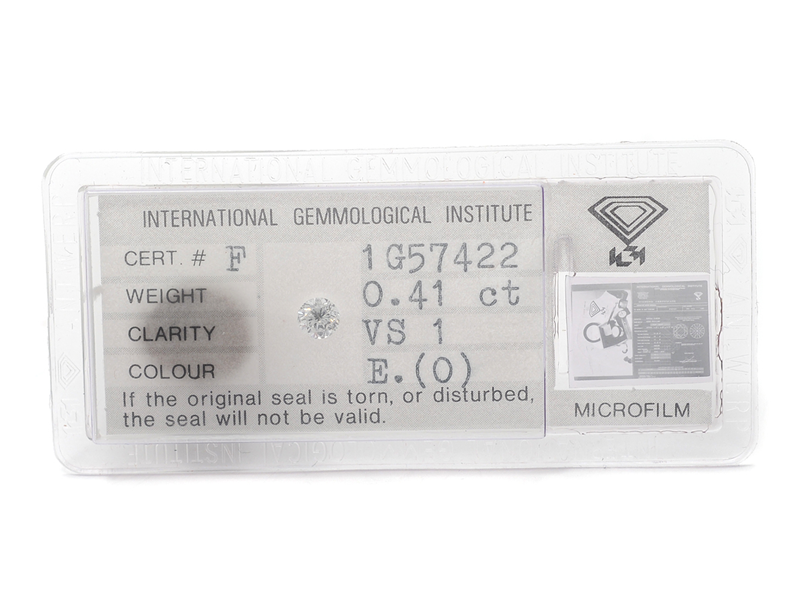 INTERNATIONAL GEMMOLOGICAL INSTITUTE
INTERNATIONAL GEMMOLOGICAL INSTITUTE
CERT. # F 1G57422
WEIGHT 0.41 ct
CLARITY VS 1
COLOUR E.(0)
If the original seal is torn, or disturbed,
the seal will not be valid.
IGI
MICROFILM